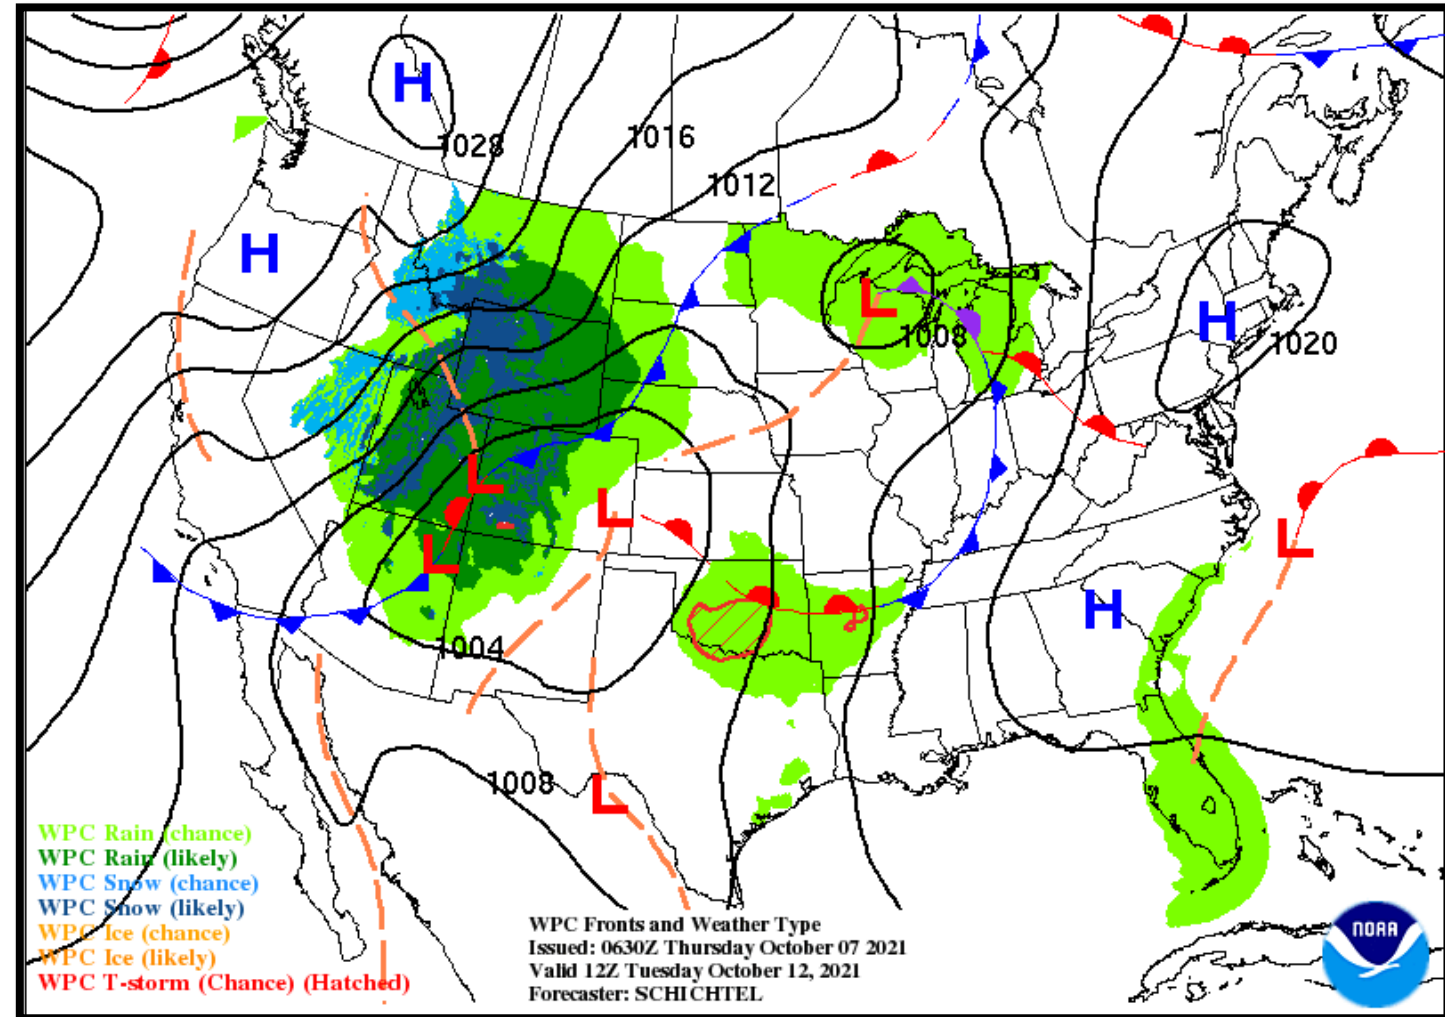 H
1028
1016
1012
H
L
1008
H
1020
L
L
L
L
H
1004
1008
L
WPC Rain (chance)
WPC Rain (likely)
WPC Snow (chance)
WPC Snow (likely)
WPC Ice (chance)
WPC Ice (likely)
WPC T-storm (Chance) (Hatched)
WPC Fronts and Weather Type
Issued: 0630Z Thursday October 07 2021
Valid 12Z Tuesday October 12, 2021
Forecaster: SCHICHTEL
NOAA